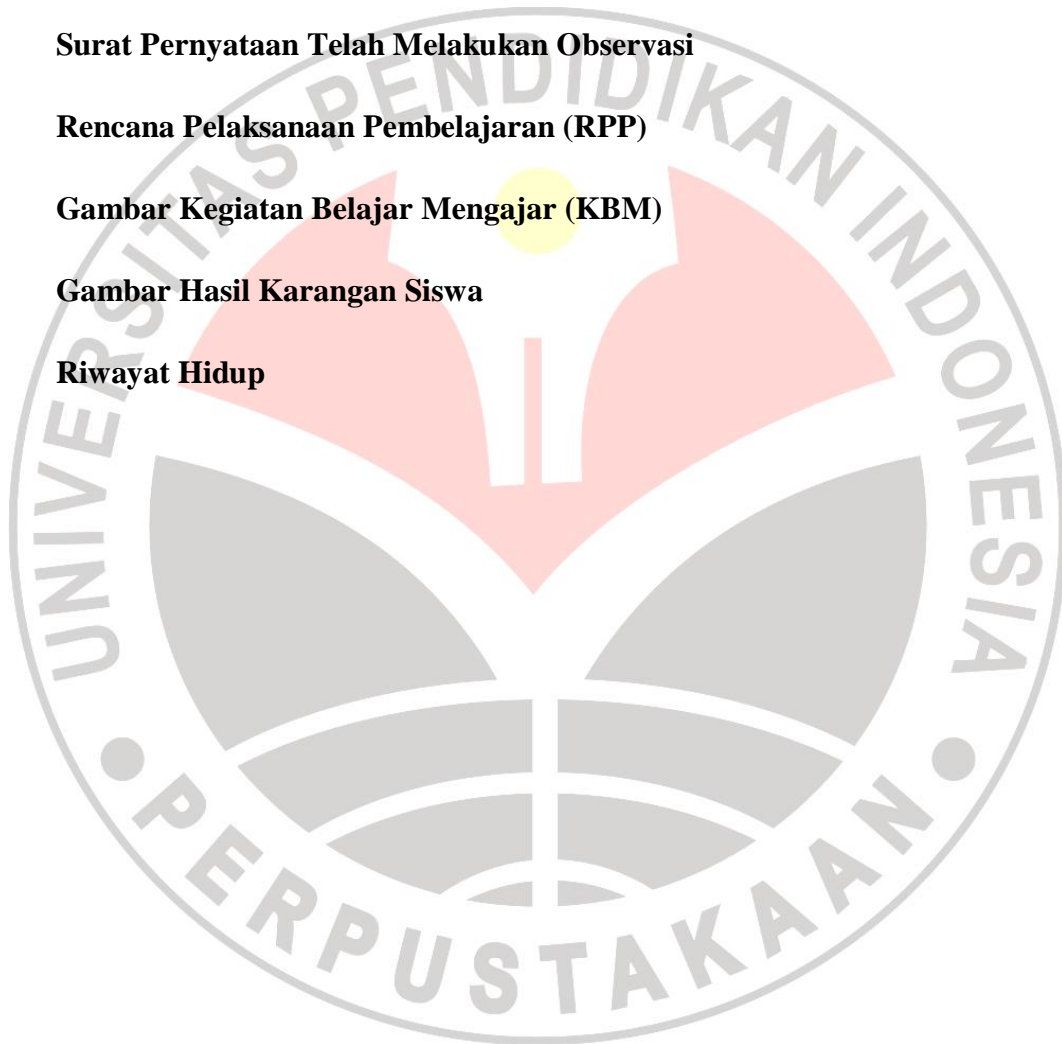 Surat Pernyataan Telah Melakukan Observasi
Rencana Pelaksanaan Pembelajaran (RPP)
Gambar Kegiatan Belajar Mengajar (KBM)
Gambar Hasil Karangan Siswa
Riwayat Hidup
UNIVERSITAS PENDIDIKAN INDONESIA
PERPUSTAKAAN